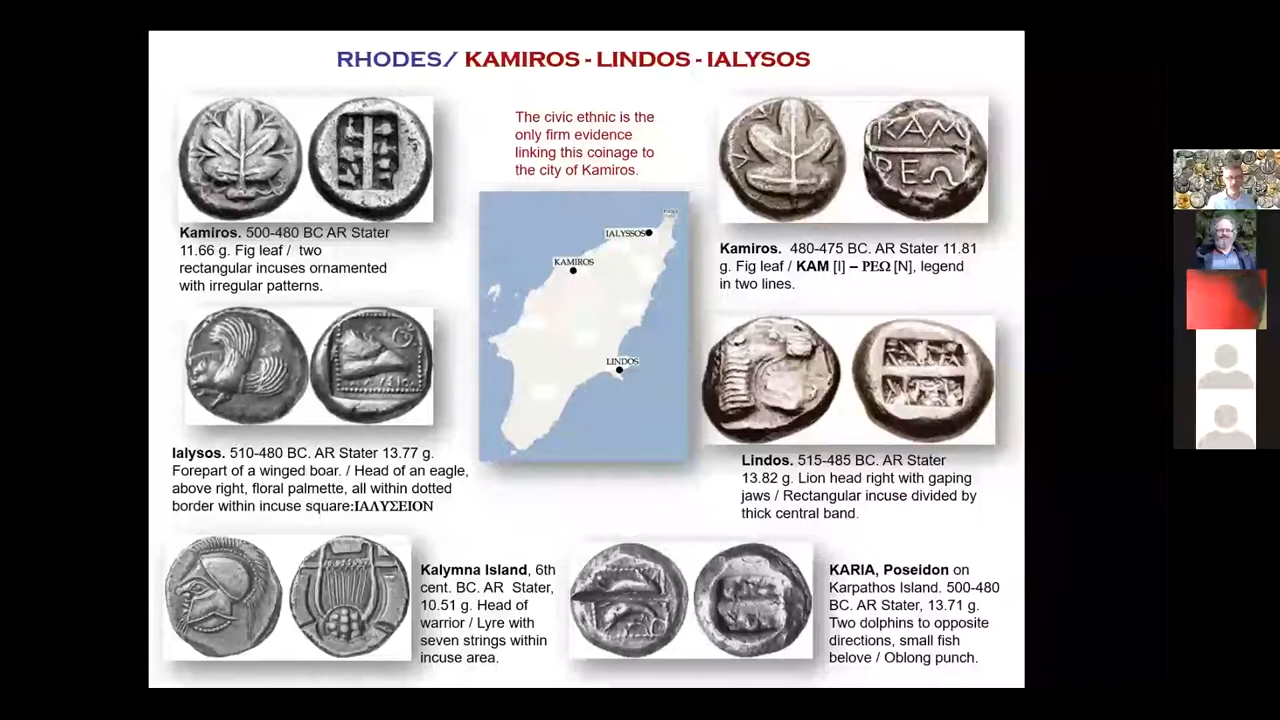 RHODES/ KAMIROS - LINDOS - IALYSOS
The civic ethnic is the
only firm evidence
linking this coinage to
the city of Kamiros.
ΚΑΜ
ΡΕΩ
Kamiros. 500-480 BC AR Stater
11.66 g. Fig leaf / two
rectangular incuses ornamented
with irregular patterns.
IALYSSOS
KAMIROS
LINDOS
Kamiros. 480-475 BC. AR Stater 11.81
g. Fig leaf / KAM [I] – ΡΕΩ [N], legend
in two lines.
Ialysos. 510-480 BC. AR Stater 13.77 g.
Forepart of a winged boar. / Head of an eagle,
above right, floral palmette, all within dotted
border within incuse square:ΙΑΛΥΣΕΙΟΝ
Lindos. 515-485 BC. AR Stater
13.82 g. Lion head right with gaping
jaws / Rectangular incuse divided by
thick central band.
Kalymna Island, 6th
cent. BC. AR Stater,
10.51 g. Head of
warrior / Lyre with
seven strings within
incuse area.
KARIA, Poseidon on
Karpathos Island. 500-480
BC. AR Stater, 13.71 g.
Two dolphins to opposite
directions, small fish
belove / Oblong punch.